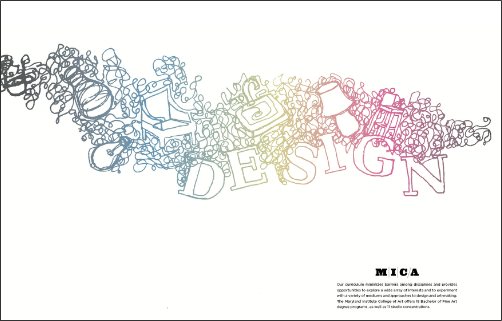 DESIGN
MICA
Our curriculum minimizes barriers among disciplines and provides
opportunities to explore a wide array of interests and to experiment
with a variety of mediums and approaches to design and artmaking.
The Maryland Institute College of Art offers 15 Bachelor of Fine Art
degree programs, as well as 11 studio concentrations.